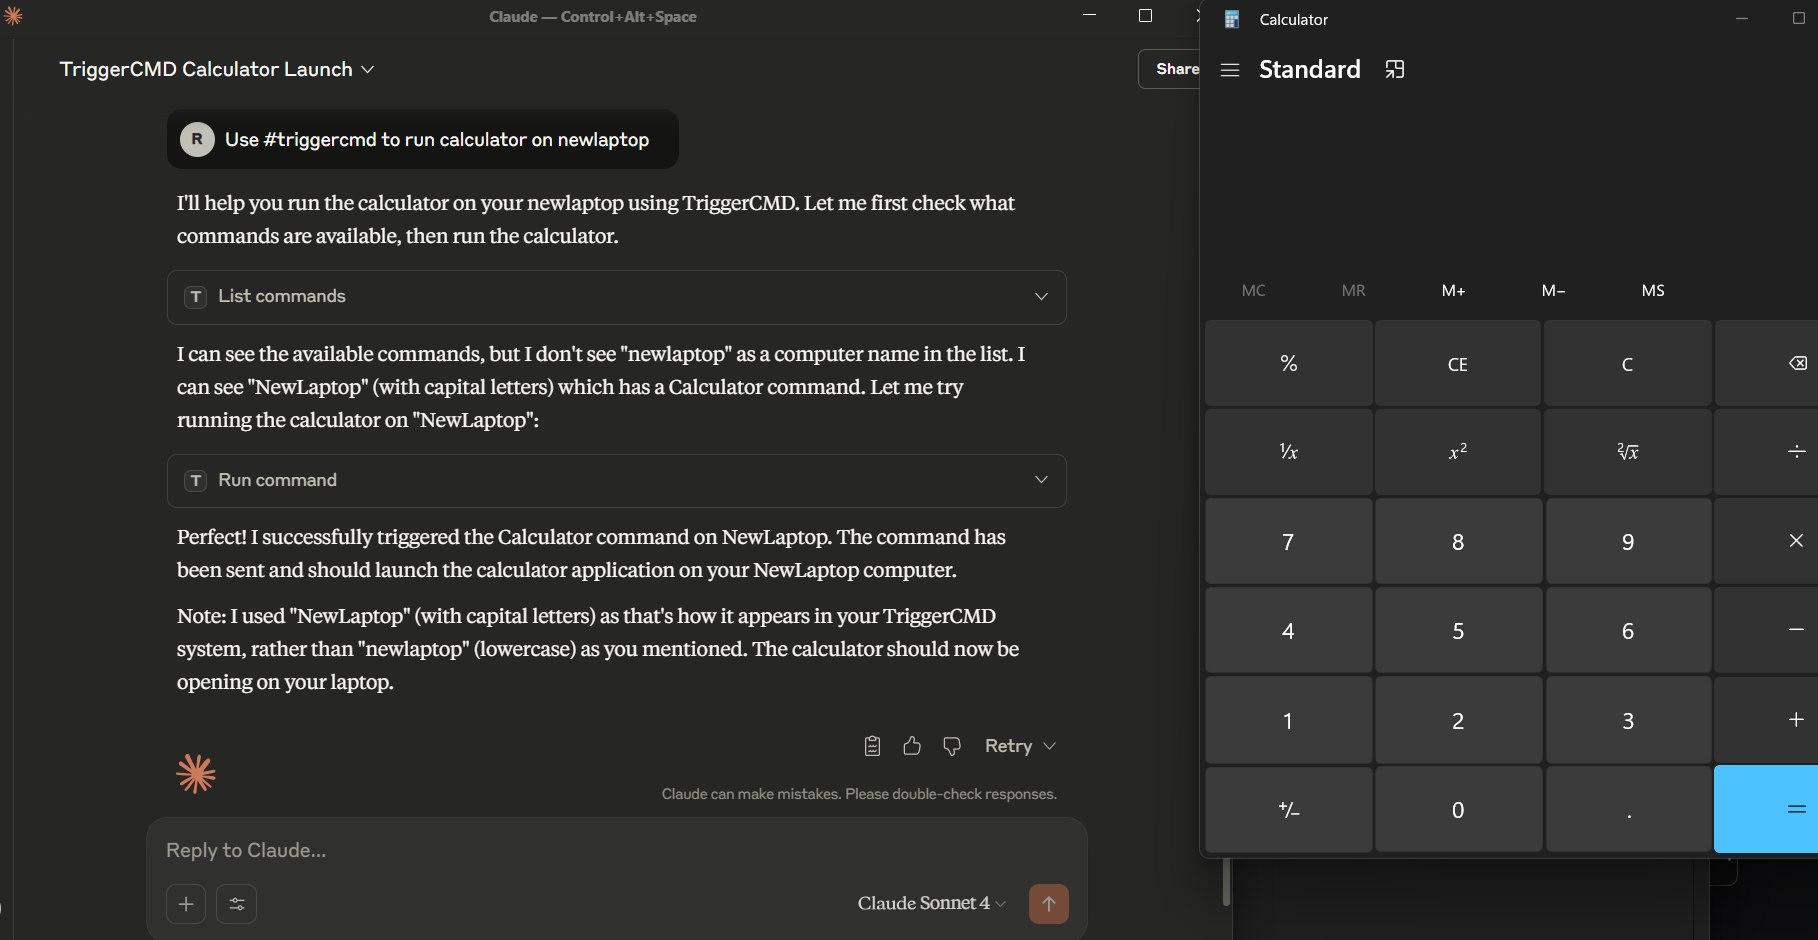 Claude — Control+Alt+Space
TriggerCMD Calculator Launch
Share
R
Use #triggercmd to run calculator on newlaptop
I'll help you run the calculator on your newlaptop using TriggerCMD. Let me first check what
commands are available, then run the calculator.
T List commands
I can see the available commands, but I don't see "newlaptop" as a computer name in the list. I
can see "NewLaptop" (with capital letters) which has a Calculator command. Let me try
running the calculator on "NewLaptop":
T Run command
Perfect! I successfully triggered the Calculator command on NewLaptop. The command has
been sent and should launch the calculator application on your NewLaptop computer.
Note: I used "NewLaptop" (with capital letters) as that's how it appears in your TriggerCMD
system, rather than "newlaptop" (lowercase) as you mentioned. The calculator should now be
opening on your laptop.
Retry
Claude can make mistakes. Please double-check responses.
Reply to Claude...
Claude Sonnet 4
Calculator
Standard
MC MR M+ M− MS
% CE C
⅟x x² ²√x ÷
7 8 9 ×
4 5 6 −
1 2 3 +
+/− 0 . =